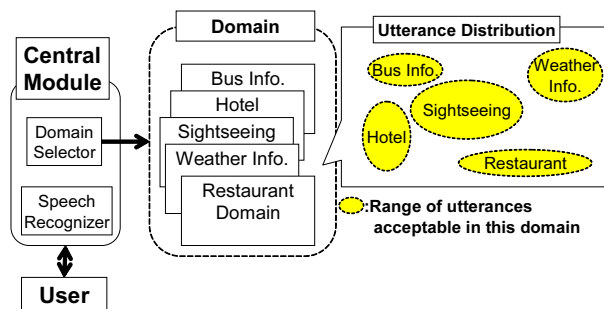 Central
Module
Domain
Selector
Speech
Recognizer
User
Domain
Bus Info.
Hotel
Sightseeing
Weather Info.
Restaurant
Domain
Utterance Distribution
Bus Info.
Weather
Info.
Sightseeing
Hotel
Restaurant
:Range of utterances
acceptable in this domain